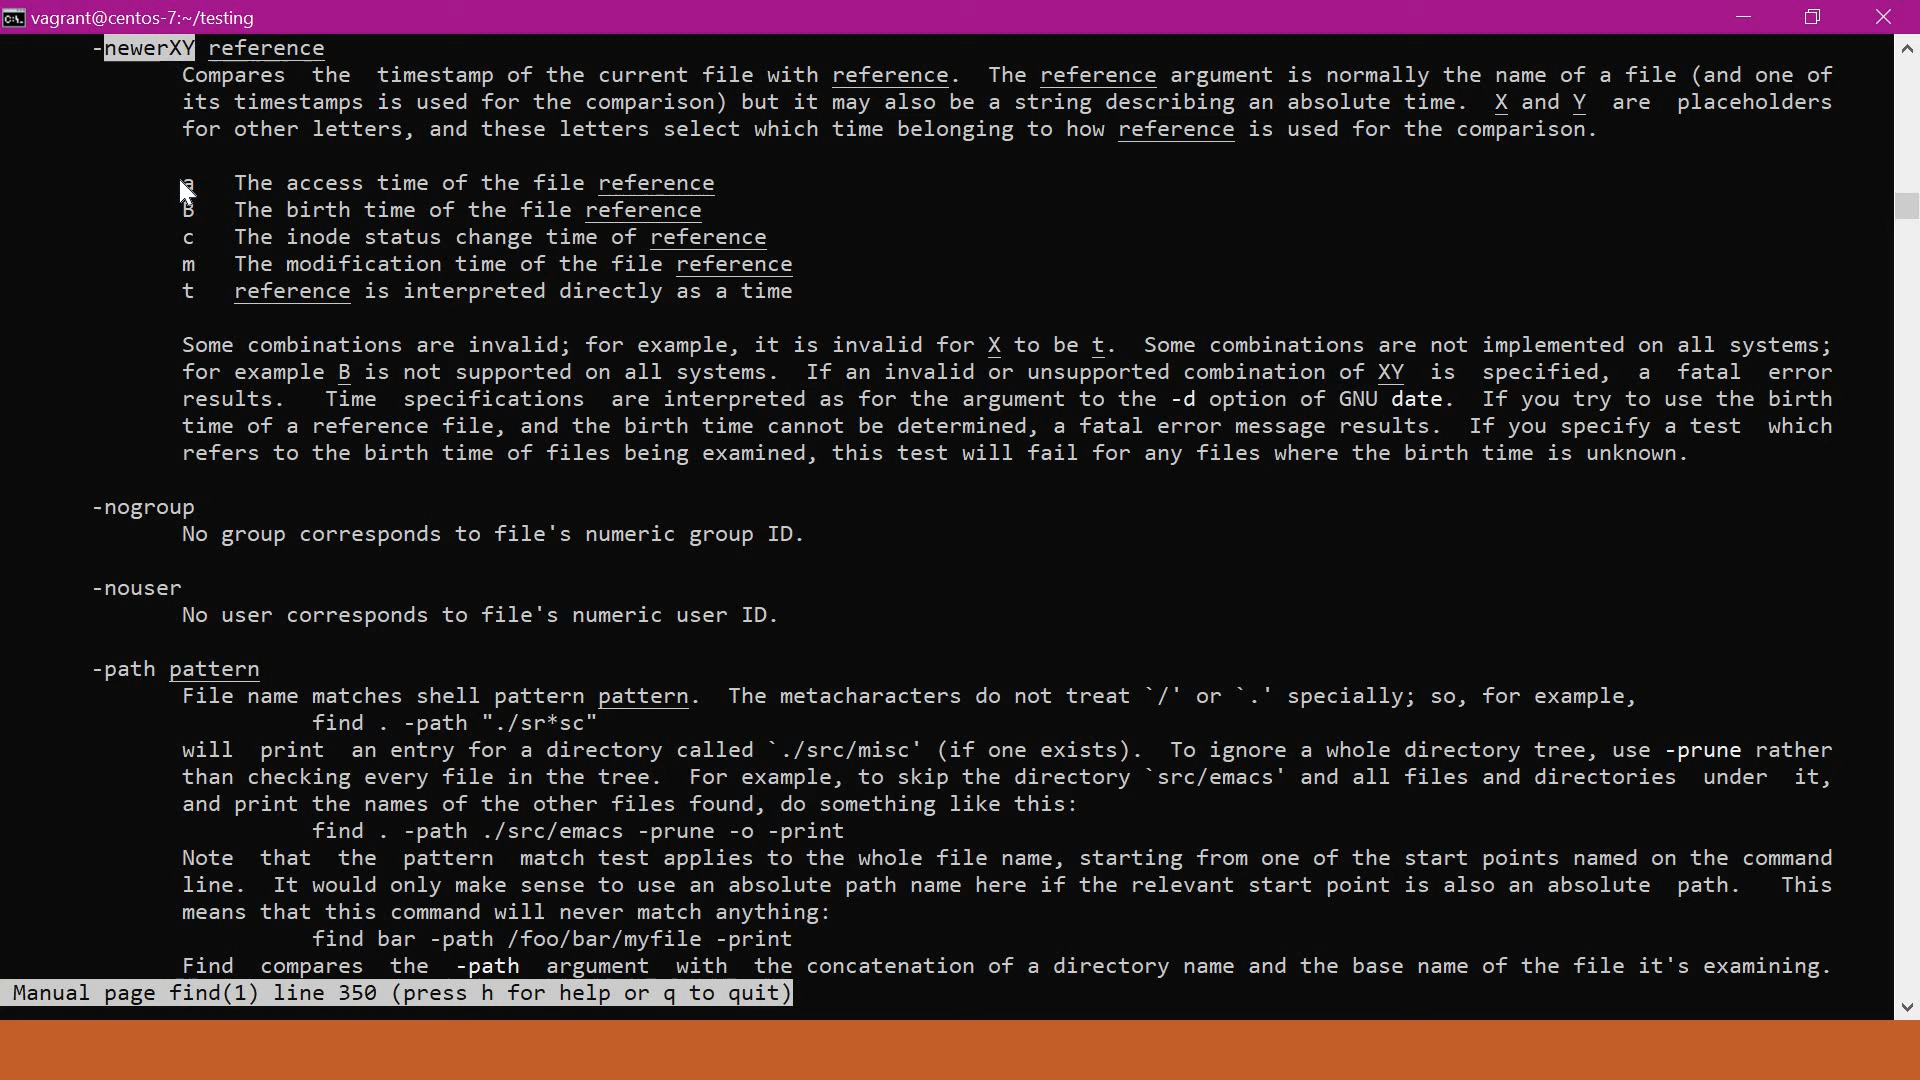 vagrant@centos-7:~/testing
-newerXY reference
Compares the timestamp of the current file with reference. The reference argument is normally the name of a file (and one of
its timestamps is used for the comparison) but it may also be a string describing an absolute time. X and Y are placeholders
for other letters, and these letters select which time belonging to how reference is used for the comparison.
a The access time of the file reference
B The birth time of the file reference
c The inode status change time of reference
m The modification time of the file reference
t reference is interpreted directly as a time
Some combinations are invalid; for example, it is invalid for X to be t. Some combinations are not implemented on all systems;
for example B is not supported on all systems. If an invalid or unsupported combination of XY is specified, a fatal error
results. Time specifications are interpreted as for the argument to the -d option of GNU date. If you try to use the birth
time of a reference file, and the birth time cannot be determined, a fatal error message results. If you specify a test which
refers to the birth time of files being examined, this test will fail for any files where the birth time is unknown.
-nogroup
No group corresponds to file's numeric group ID.
-nouser
No user corresponds to file's numeric user ID.
-path pattern
File name matches shell pattern pattern. The metacharacters do not treat `/' or `.' specially; so, for example,
find . -path "./sr*sc"
will print an entry for a directory called `./src/misc' (if one exists). To ignore a whole directory tree, use -prune rather
than checking every file in the tree. For example, to skip the directory `src/emacs' and all files and directories under it,
and print the names of the other files found, do something like this:
find . -path ./src/emacs -prune -o -print
Note that the pattern match test applies to the whole file name, starting from one of the start points named on the command
line. It would only make sense to use an absolute path name here if the relevant start point is also an absolute path. This
means that this command will never match anything:
find bar -path /foo/bar/myfile -print
Find compares the -path argument with the concatenation of a directory name and the base name of the file it's examining.
Manual page find(1) line 350 (press h for help or q to quit)